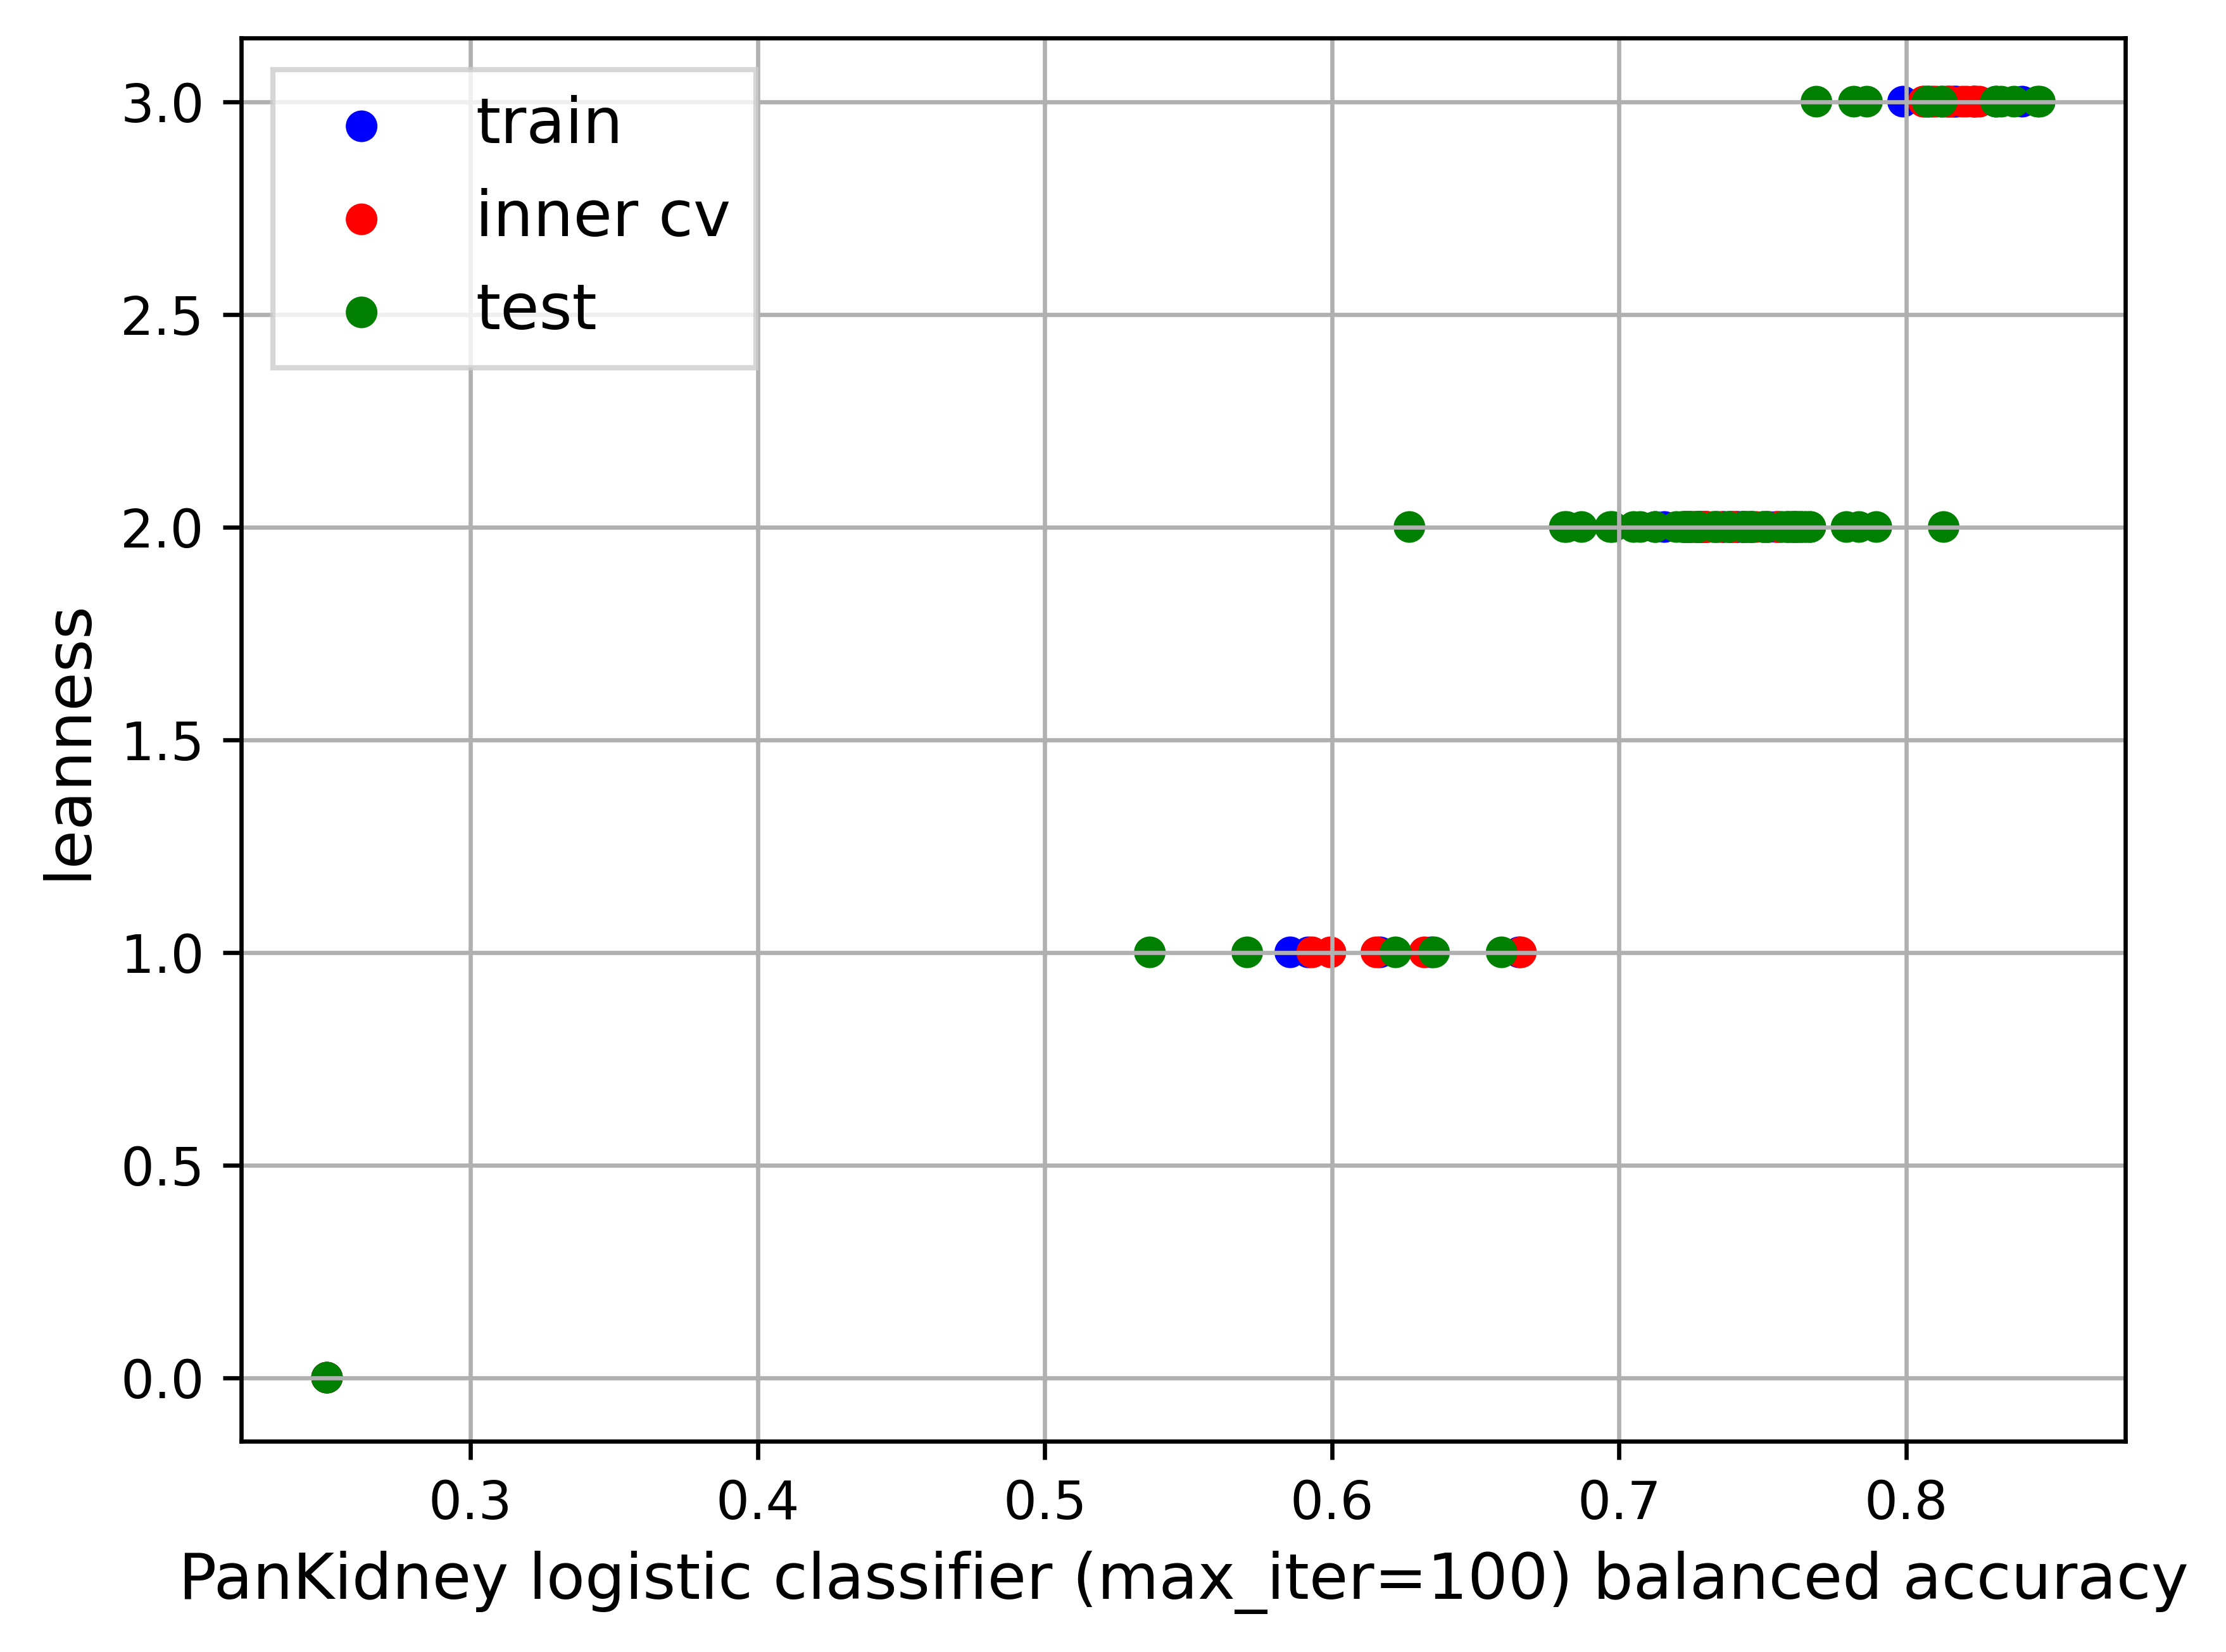 train
inner cv
test
3.0
2.5
2.0
1.5
1.0
0.5
0.0
leanness
0.3 0.4 0.5 0.6 0.7 0.8
PanKidney logistic classifier (max_iter=100) balanced accuracy